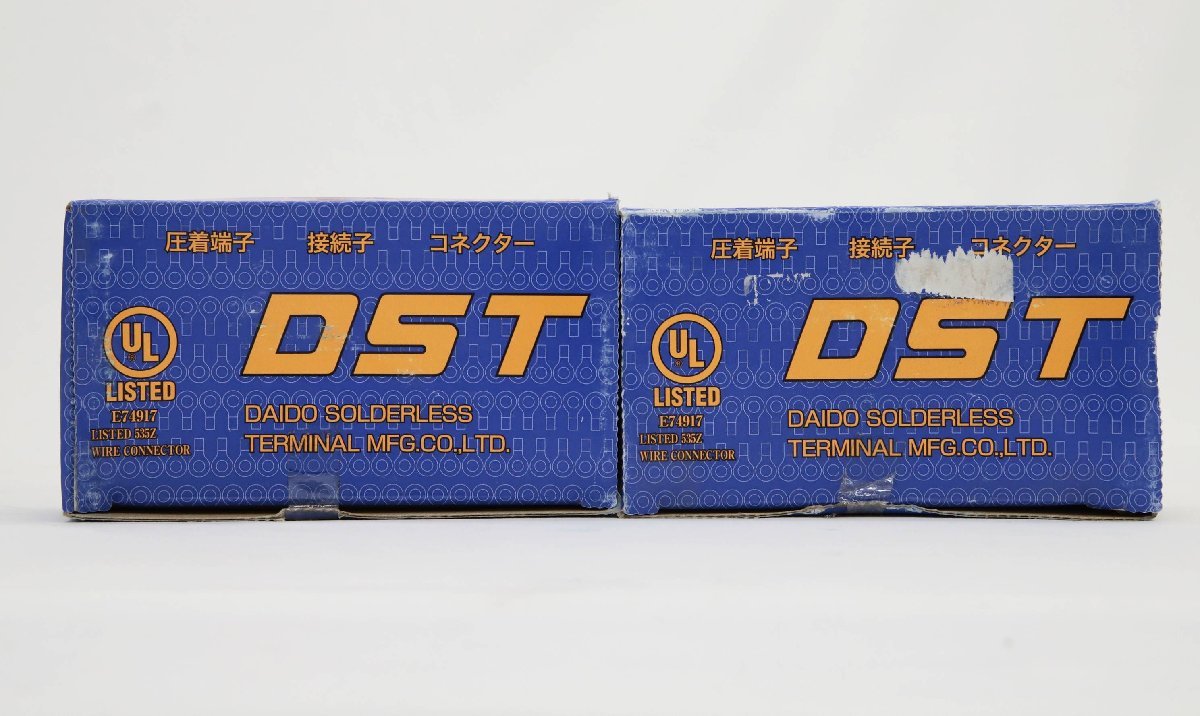 圧着端子 接続子 コネクター
DST
UL
LISTED
E74917
LISTED 535Z
WIRE CONNECTOR
DAIDO SOLDERLESS
TERMINAL MFG.CO.,LTD.
圧着端子 接続子 コネクター
DST
UL
LISTED
E74917
LISTED 535Z
WIRE CONNECTOR
DAIDO SOLDERLESS
TERMINAL MFG.CO.,LTD.